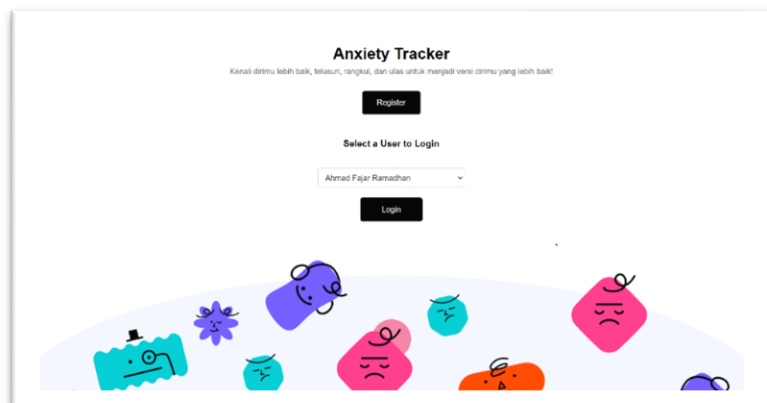 Anxiety Tracker
Kenali dirimu lebih baik, telusuri, rangkul, dan ulas untuk menjadi versi dirimu yang lebih baik!
Register
Select a User to Login
Ahmad Fajar Ramadhan
Login